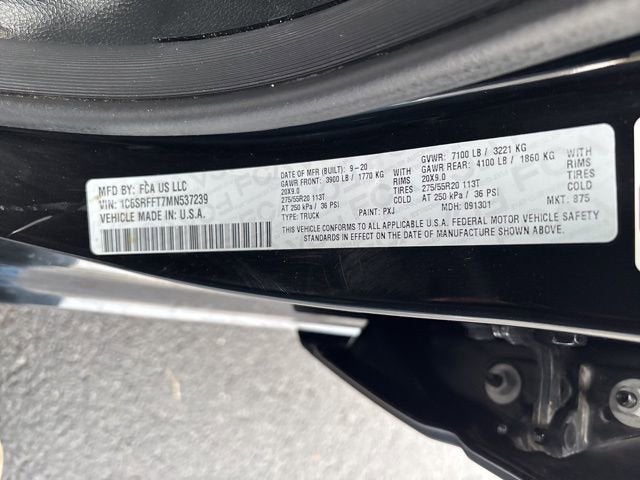 MFD BY: FCA US LLC
VIN: 1C6SRFFT7MN537239
VEHICLE MADE IN: U.S.A.
DATE OF MFR (BUILT): 9-20
GAWR FRONT: 3900 LB / 1770 KG
20X9.0
275/55R20 113T
AT 250 kPa / 36 PSI
TYPE: TRUCK
PAINT: PXJ
GVWR: 7100 LB / 3221 KG
GAWR REAR: 4100 LB / 1860 KG
WITH
RIMS 20X9.0
TIRES 275/55R20 113T
COLD AT 250 kPa / 36 PSI
MDH: 091301
MKT: 875
WITH
RIMS
TIRES
COLD
THIS VEHICLE CONFORMS TO ALL APPLICABLE U.S.A. FEDERAL MOTOR VEHICLE SAFETY
STANDARDS IN EFFECT ON THE DATE OF MANUFACTURE SHOWN ABOVE.